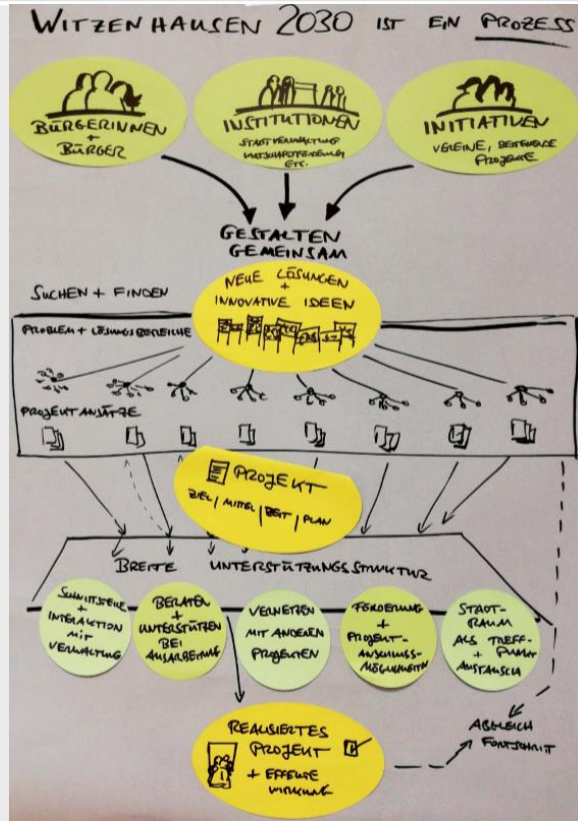 WITZENHAUSEN 2030 IST EIN PROZESS
BÜRGERINNEN
+
BÜRGER
INSTITUTIONEN
STADTVERWALTUNG
WIRTSCHAFTSFÖRDERUNG
ETC.
INITIATIVEN
VEREINE, BESTEHENDE
PROJEKTE
GESTALTEN
GEMEINSAM
NEUE LÖSUNGEN
+
INNOVATIVE IDEEN
SUCHEN + FINDEN
PROBLEM + LÖSUNGSBEREICHE
PROJEKTANSÄTZE
PROJEKT
ZIEL / MITTEL / ZEIT / PLAN
BREITE UNTERSTÜTZUNGSSTRUKTUR
SCHNITTSTELLE
+
INTERAKTION
MIT
VERWALTUNG
BERATEN
+
UNTERSTÜTZEN
BEI
AUSARBEITUNG
VERNETZEN
MIT ANDEREN
PROJEKTEN
FÖRDERUNG
+
PROJEKT-
ANSCHLUSS-
MÖGLICHKEITEN
STADT-
RAUM
ALS TREFF-
+ PUNKT
AUSTAUSCH
REALISIERTES
PROJEKT
+ EFFEKTE
WIRKUNG
ABGLEICH
FORTSCHRITT